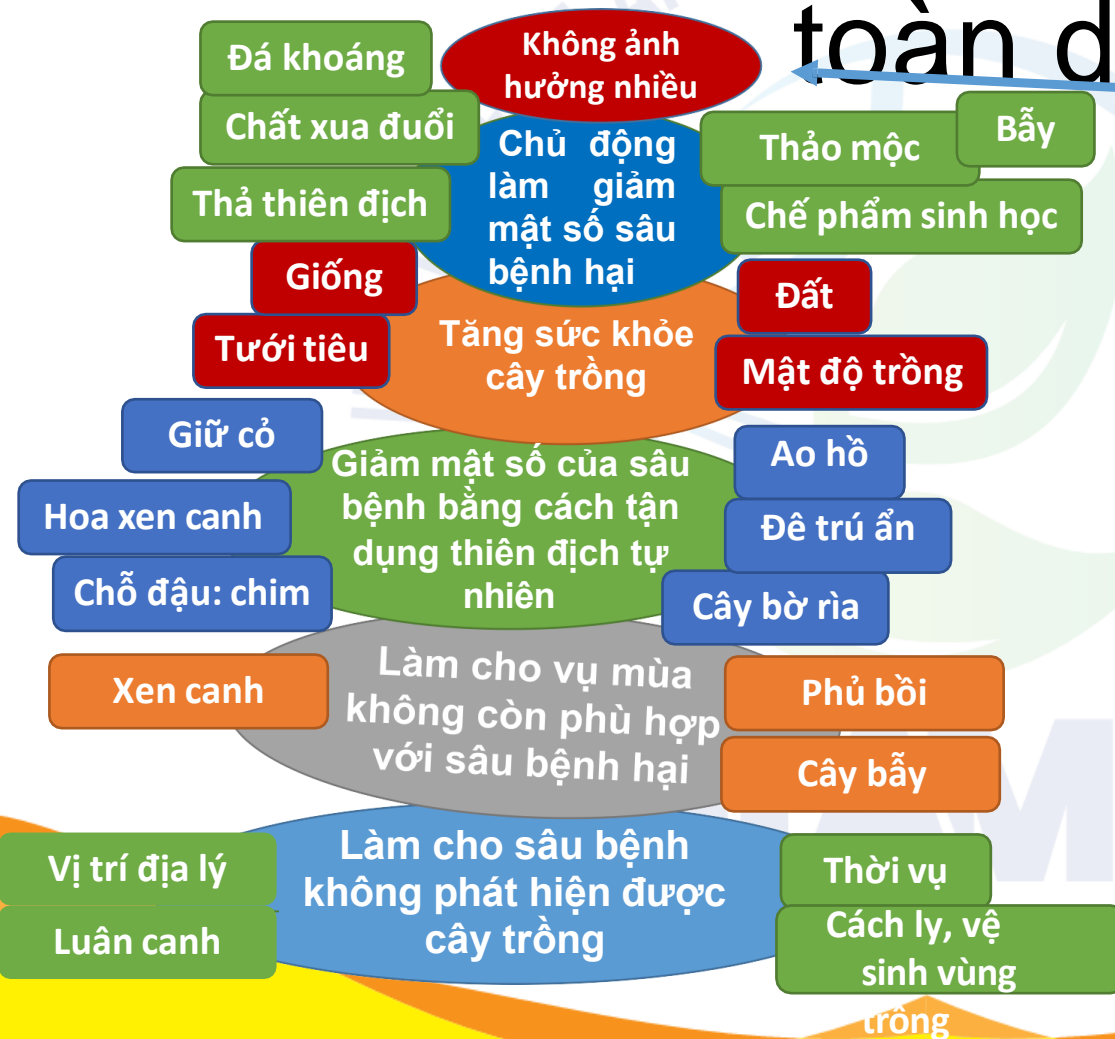 toàn d
Không ảnh
hưởng nhiều
Đá khoáng
Chất xua đuổi
Thả thiên địch
Chủ động
làm giảm
mật số sâu
bệnh hại
Thảo mộc
Bẫy
Chế phẩm sinh học
Giống
Tưới tiêu
Tăng sức khỏe
cây trồng
Đất
Mật độ trồng
Giữ cỏ
Hoa xen canh
Chỗ đậu: chim
Giảm mật số của sâu
bệnh bằng cách tận
dụng thiên địch tự
nhiên
Ao hồ
Đê trú ẩn
Cây bờ rìa
Xen canh
Làm cho vụ mùa
không còn phù hợp
với sâu bệnh hại
Phủ bồi
Cây bẫy
Vị trí địa lý
Luân canh
Làm cho sâu bệnh
không phát hiện được
cây trồng
Thời vụ
Cách ly, vệ
sinh vùng
trồng